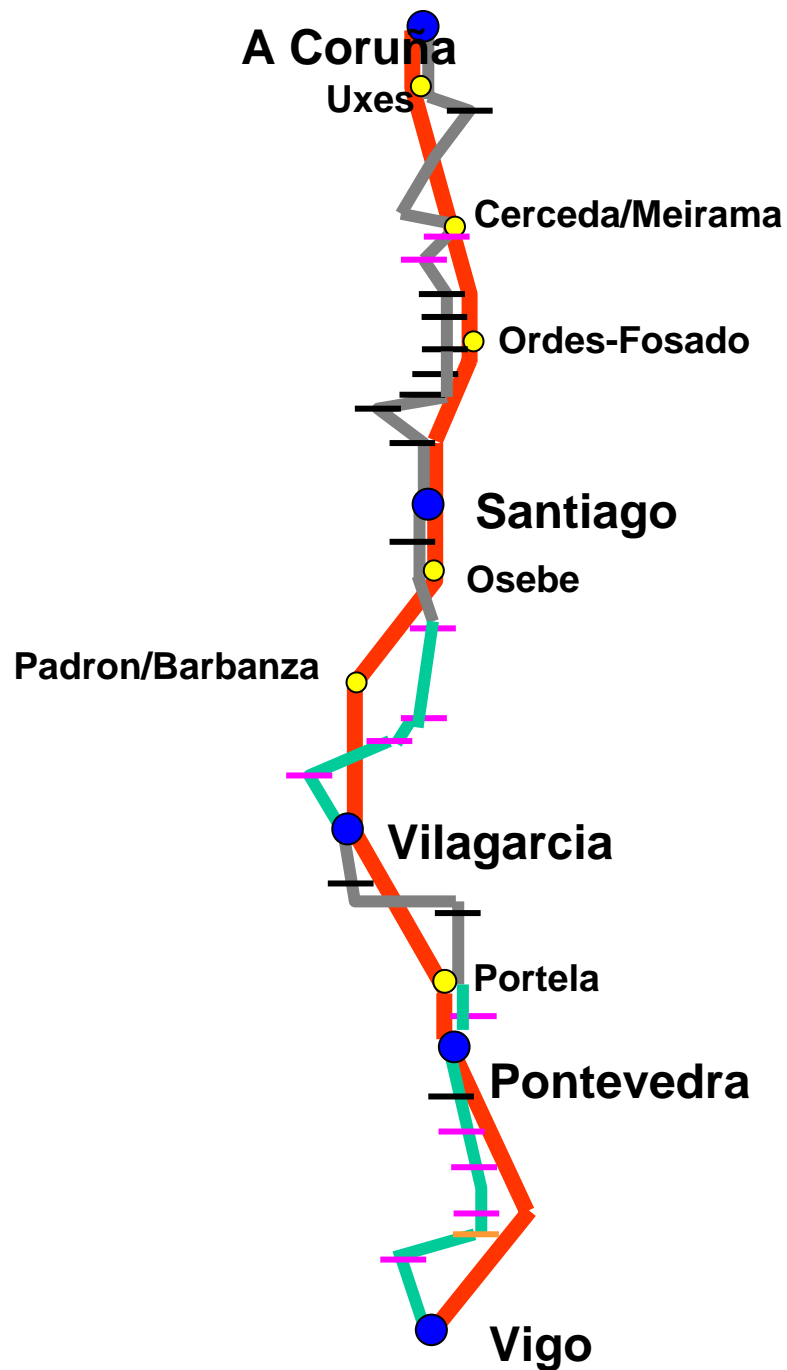 A Coruña
Uxes
Cerceda/Meirama
Ordes-Fosado
Santiago
Osebe
Padron/Barbanza
Vilagarcia
Portela
Pontevedra
Vigo